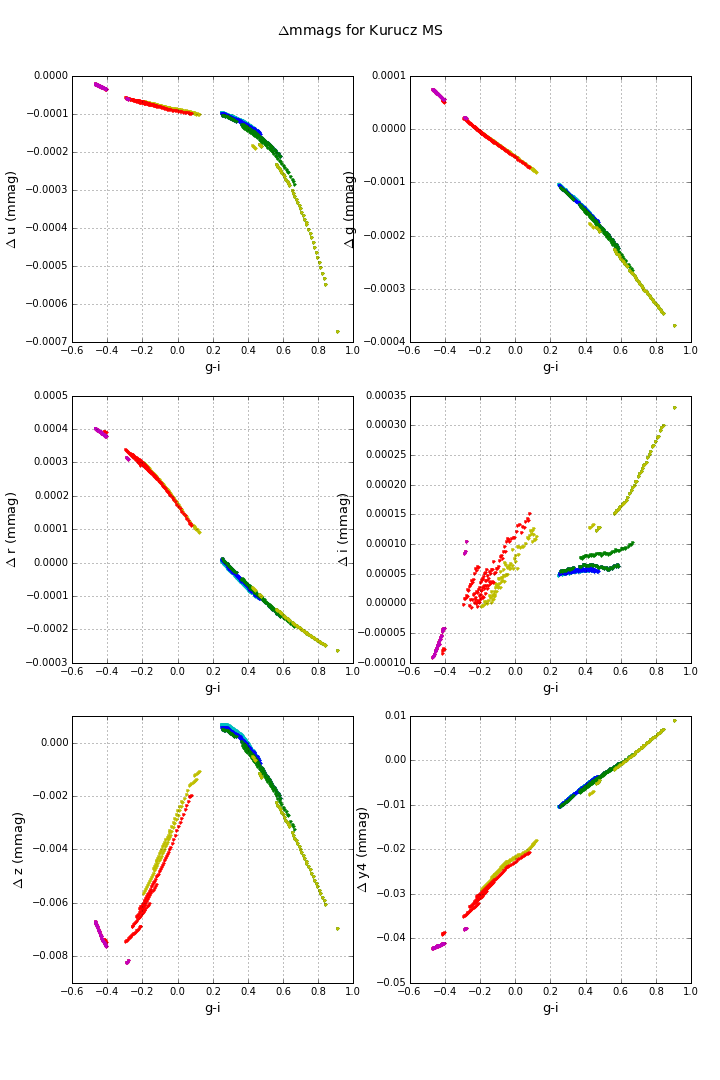 Δmmags for Kurucz MS
0.0000
−0.0001
−0.0002
−0.0003
−0.0004
−0.0005
−0.0006
−0.0007
Δ u (mmag)
−0.6 −0.4 −0.2 0.0 0.2 0.4 0.6 0.8 1.0
g-i
0.0001
0.0000
−0.0001
−0.0002
−0.0003
−0.0004
Δ g (mmag)
−0.6 −0.4 −0.2 0.0 0.2 0.4 0.6 0.8 1.0
g-i
0.0005
0.0004
0.0003
0.0002
0.0001
0.0000
−0.0001
−0.0002
−0.0003
Δ r (mmag)
−0.6 −0.4 −0.2 0.0 0.2 0.4 0.6 0.8 1.0
g-i
0.00035
0.00030
0.00025
0.00020
0.00015
0.00010
0.00005
0.00000
−0.00005
−0.00010
Δ i (mmag)
−0.6 −0.4 −0.2 0.0 0.2 0.4 0.6 0.8 1.0
g-i
0.000
−0.002
−0.004
−0.006
−0.008
Δ z (mmag)
−0.6 −0.4 −0.2 0.0 0.2 0.4 0.6 0.8 1.0
g-i
0.01
0.00
−0.01
−0.02
−0.03
−0.04
−0.05
Δ y4 (mmag)
−0.6 −0.4 −0.2 0.0 0.2 0.4 0.6 0.8 1.0
g-i